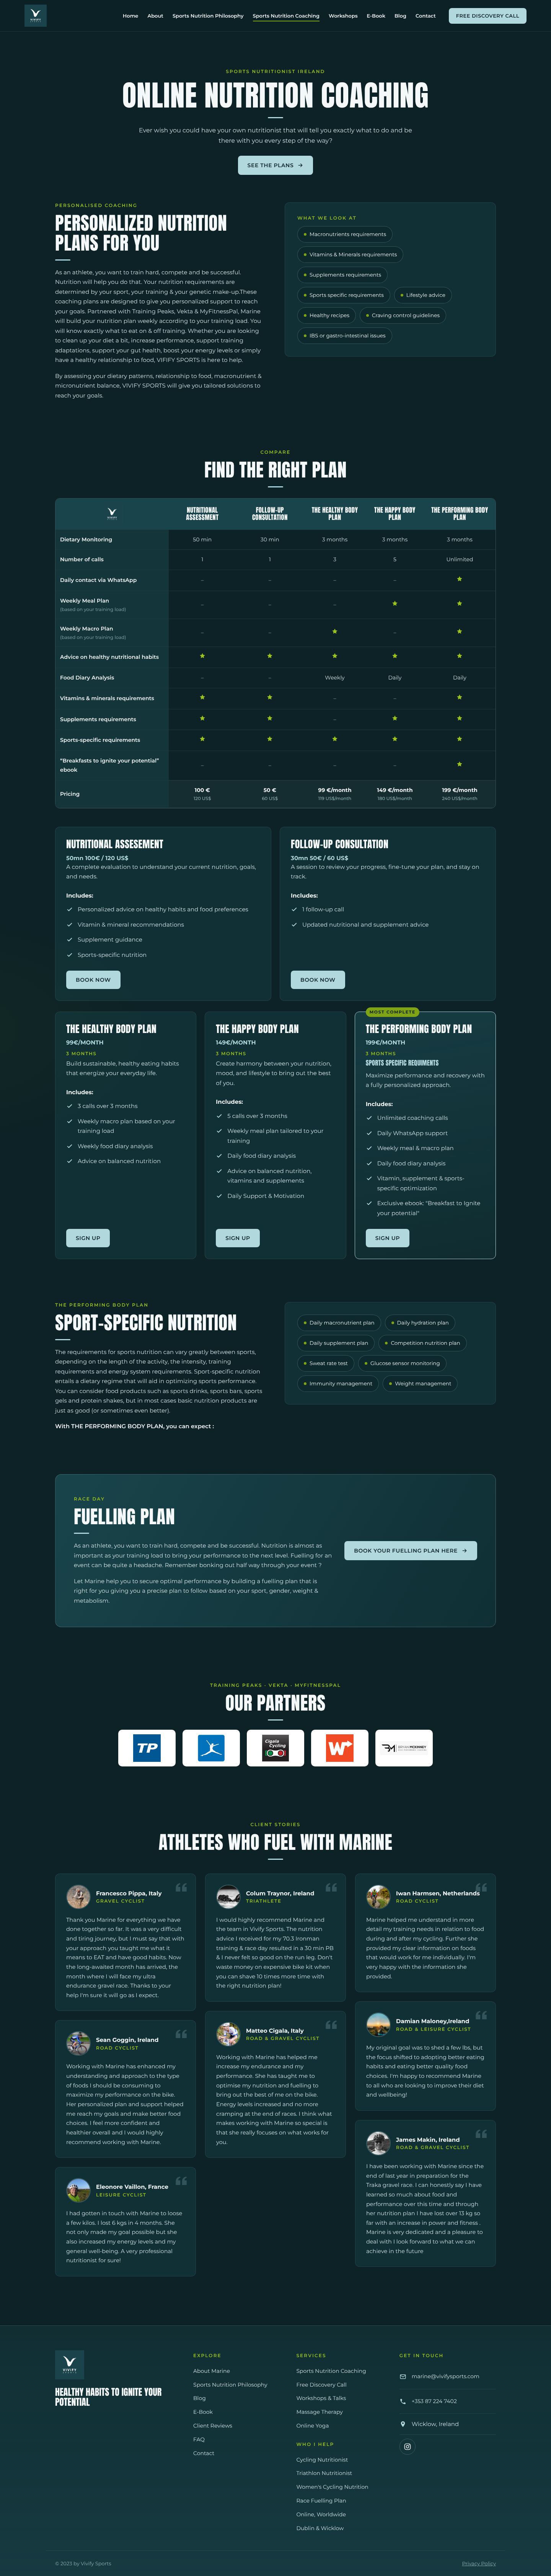 VIVIFY
Home About Sports Nutrition Philosophy Sports Nutrition Coaching Workshops E-Book Blog Contact FREE DISCOVERY CALL
SPORTS NUTRITIONIST IRELAND
ONLINE NUTRITION COACHING
Ever wish you could have your own nutritionist that will tell you exactly what to do and be
there with you every step of the way?
SEE THE PLANS →
PERSONALISED COACHING
PERSONALIZED NUTRITION
PLANS FOR YOU
As an athlete, you want to train hard, compete and be successful.
Nutrition will help you do that. Your nutrition requirements are
determined by your sport, your goals & your genetic make-up.These
coaching plans are designed to give you personalized support to reach
your goals. Partnered with Training Peaks, Vekta & MyFitnessPal, Marine
will build your nutrition plan weekly according to your training load. You
will know exactly what to eat on & off training. Whether you are looking
to clean up your diet a bit, increase performance, support training
adaptations, support your gut health, boost your energy levels or simply
have a healthy relationship to food, VIFIFY SPORTS is here to help.
By assessing your dietary patterns, relationship to food, macronutrient &
micronutrient balance, VIVIFY SPORTS will give you tailored solutions to
reach your goals.
WHAT WE LOOK AT
Macronutrients requirements
Vitamins & Minerals requirements
Supplements requirements
Sports specific requirements Lifestyle advice
Healthy recipes Craving control guidelines
IBS or gastro-intestinal issues
COMPARE
FIND THE RIGHT PLAN
NUTRITIONAL ASSESSMENT FOLLOW-UP CONSULTATION THE HEALTHY BODY PLAN THE HAPPY BODY PLAN THE PERFORMING BODY PLAN
Dietary Monitoring 50 min 30 min 3 months 3 months 3 months
Number of calls 1 1 3 5 Unlimited
Daily contact via WhatsApp – – – – ★
Weekly Meal Plan – – – ★ ★
(based on your training load)
Weekly Macro Plan – – ★ – ★
(based on your training load)
Advice on healthy nutritional habits ★ ★ ★ ★ ★
Food Diary Analysis – – Weekly Daily Daily
Vitamins & minerals requirements ★ ★ – – ★
Supplements requirements ★ ★ – ★ ★
Sports-specific requirements ★ ★ ★ ★ ★
"Breakfasts to ignite your potential" – – – – ★
ebook
Pricing 100 € 50 € 99 €/month 149 €/month 199 €/month
120 US$ 60 US$ 119 US$/month 180 US$/month 240 US$/month
NUTRITIONAL ASSESEMENT
50mn 100€ / 120 US$
A complete evaluation to understand your current nutrition, goals,
and needs.
Includes:
Personalized advice on healthy habits and food preferences
Vitamin & mineral recommendations
Supplement guidance
Sports-specific nutrition
BOOK NOW
FOLLOW-UP CONSULTATION
30mn 50€ / 60 US$
A session to review your progress, fine-tune your plan, and stay on
track.
Includes:
1 follow-up call
Updated nutritional and supplement advice
BOOK NOW
THE HEALTHY BODY PLAN
99€/MONTH
3 MONTHS
Build sustainable, healthy eating habits
that energize your everyday life.
Includes:
3 calls over 3 months
Weekly macro plan based on your
training load
Weekly food diary analysis
Advice on balanced nutrition
SIGN UP
THE HAPPY BODY PLAN
149€/MONTH
3 MONTHS
Create harmony between your nutrition,
mood, and lifestyle to bring out the best
of you.
Includes:
5 calls over 3 months
Weekly meal plan tailored to your
training
Daily food diary analysis
Advice on balanced nutrition,
vitamins and supplements
Daily Support & Motivation
SIGN UP
MOST COMPLETE
THE PERFORMING BODY PLAN
199€/MONTH
3 MONTHS
SPORTS SPECIFIC REQUIMENTS
Maximize performance and recovery with
a fully personalized approach.
Includes:
Unlimited coaching calls
Daily WhatsApp support
Weekly meal & macro plan
Daily food diary analysis
Vitamin, supplement & sports-
specific optimization
Exclusive ebook: "Breakfast to Ignite
your potential"
SIGN UP
THE PERFORMING BODY PLAN
SPORT-SPECIFIC NUTRITION
The requirements for sports nutrition can vary greatly between sports,
depending on the length of the activity, the intensity, training
requirements and energy system requirements. Sport-specific nutrition
entails a dietary regime that will aid in optimizing sports performance.
You can consider food products such as sports drinks, sports bars, sports
gels and protein shakes, but in most cases basic nutrition products are
just as good (or sometimes even better).
With THE PERFORMING BODY PLAN, you can expect :
Daily macronutrient plan Daily hydration plan
Daily supplement plan Competition nutrition plan
Sweat rate test Glucose sensor monitoring
Immunity management Weight management
RACE DAY
FUELLING PLAN
As an athlete, you want to train hard, compete and be successful. Nutrition is almost as
important as your training load to bring your performance to the next level. Fuelling for an
event can be quite a headache. Remember bonking out half way through your event ?
Let Marine help you to secure optimal performance by building a fuelling plan that is
right for you giving you a precise plan to follow based on your sport, gender, weight &
metabolism.
BOOK YOUR FUELLING PLAN HERE →
TRAINING PEAKS · VEKTA · MYFITNESSPAL
OUR PARTNERS
TP
Cigala
Cycling
CLIENT STORIES
ATHLETES WHO FUEL WITH MARINE
Francesco Pippa, Italy
GRAVEL CYCLIST
Thank you Marine for everything we have
done together so far. It was a very difficult
and tiring journey, but I must say that with
your approach you taught me what it
means to EAT and have good habits. Now
the long-awaited month has arrived, the
month where I will face my ultra
endurance gravel race. Thanks to your
help I'm sure it will go as I expect.
Sean Goggin, Ireland
ROAD CYCLIST
Working with Marine has enhanced my
understanding and approach to the type
of foods I should be consuming to
maximize my performance on the bike.
Her personalized plan and support helped
me reach my goals and make better food
choices. I feel more confident and
healthier overall and I would highly
recommend working with Marine.
Eleonore Vaillon, France
LEISURE CYCLIST
I had gotten in touch with Marine to loose
a few kilos. I lost 6 kgs in 4 months. She
not only made my goal possible but she
also increased my energy levels and my
general well-being. A very professional
nutritionist for sure!
Colum Traynor, Ireland
TRIATHLETE
I would highly recommend Marine and
the team in Vivify Sports. The nutrition
advice I received for my 70.3 Ironman
training & race day resulted in a 30 min PB
& I never felt so good on the run leg. Don't
waste money on expensive bike kit when
you can shave 10 times more time with
the right nutrition plan!
Matteo Cigala, Italy
ROAD & GRAVEL CYCLIST
Working with Marine has helped me
increase my endurance and my
performance. She has taught me to
optimise my nutrition and fuelling to
bring out the best of me on the bike.
Energy levels increased and no more
cramping at the end of races. I think what
makes working with Marine so special is
that she really focuses on what works for
you.
Iwan Harmsen, Netherlands
ROAD CYCLIST
Marine helped me understand in more
detail my training needs in relation to food
during and after my cycling. Further she
provided me clear information on foods
that would work for me individually. I'm
very happy with the information she
provided.
Damian Maloney,Ireland
ROAD & LEISURE CYCLIST
My original goal was to shed a few lbs, but
the focus shifted to adopting better eating
habits and eating better quality food
choices. I'm happy to recommend Marine
to all who are looking to improve their diet
and wellbeing!
James Makin, Ireland
ROAD & GRAVEL CYCLIST
I have been working with Marine since the
end of last year in preparation for the
Traka gravel race. I can honestly say I have
learned so much about food and
performance over this time and through
her nutrition plan I have lost over 13 kg so
far with an increase in power and fitness .
Marine is very dedicated and a pleasure to
deal with I look forward to what we can
achieve in the future
VIVIFY
HEALTHY HABITS TO IGNITE YOUR
POTENTIAL
EXPLORE
About Marine
Sports Nutrition Philosophy
Blog
E-Book
Client Reviews
FAQ
Contact
SERVICES
Sports Nutrition Coaching
Free Discovery Call
Workshops & Talks
Massage Therapy
Online Yoga
WHO I HELP
Cycling Nutritionist
Triathlon Nutritionist
Women's Cycling Nutrition
Race Fuelling Plan
Online, Worldwide
Dublin & Wicklow
GET IN TOUCH
marine@vivifysports.com
+353 87 224 7402
Wicklow, Ireland
© 2023 by Vivify Sports
Privacy Policy